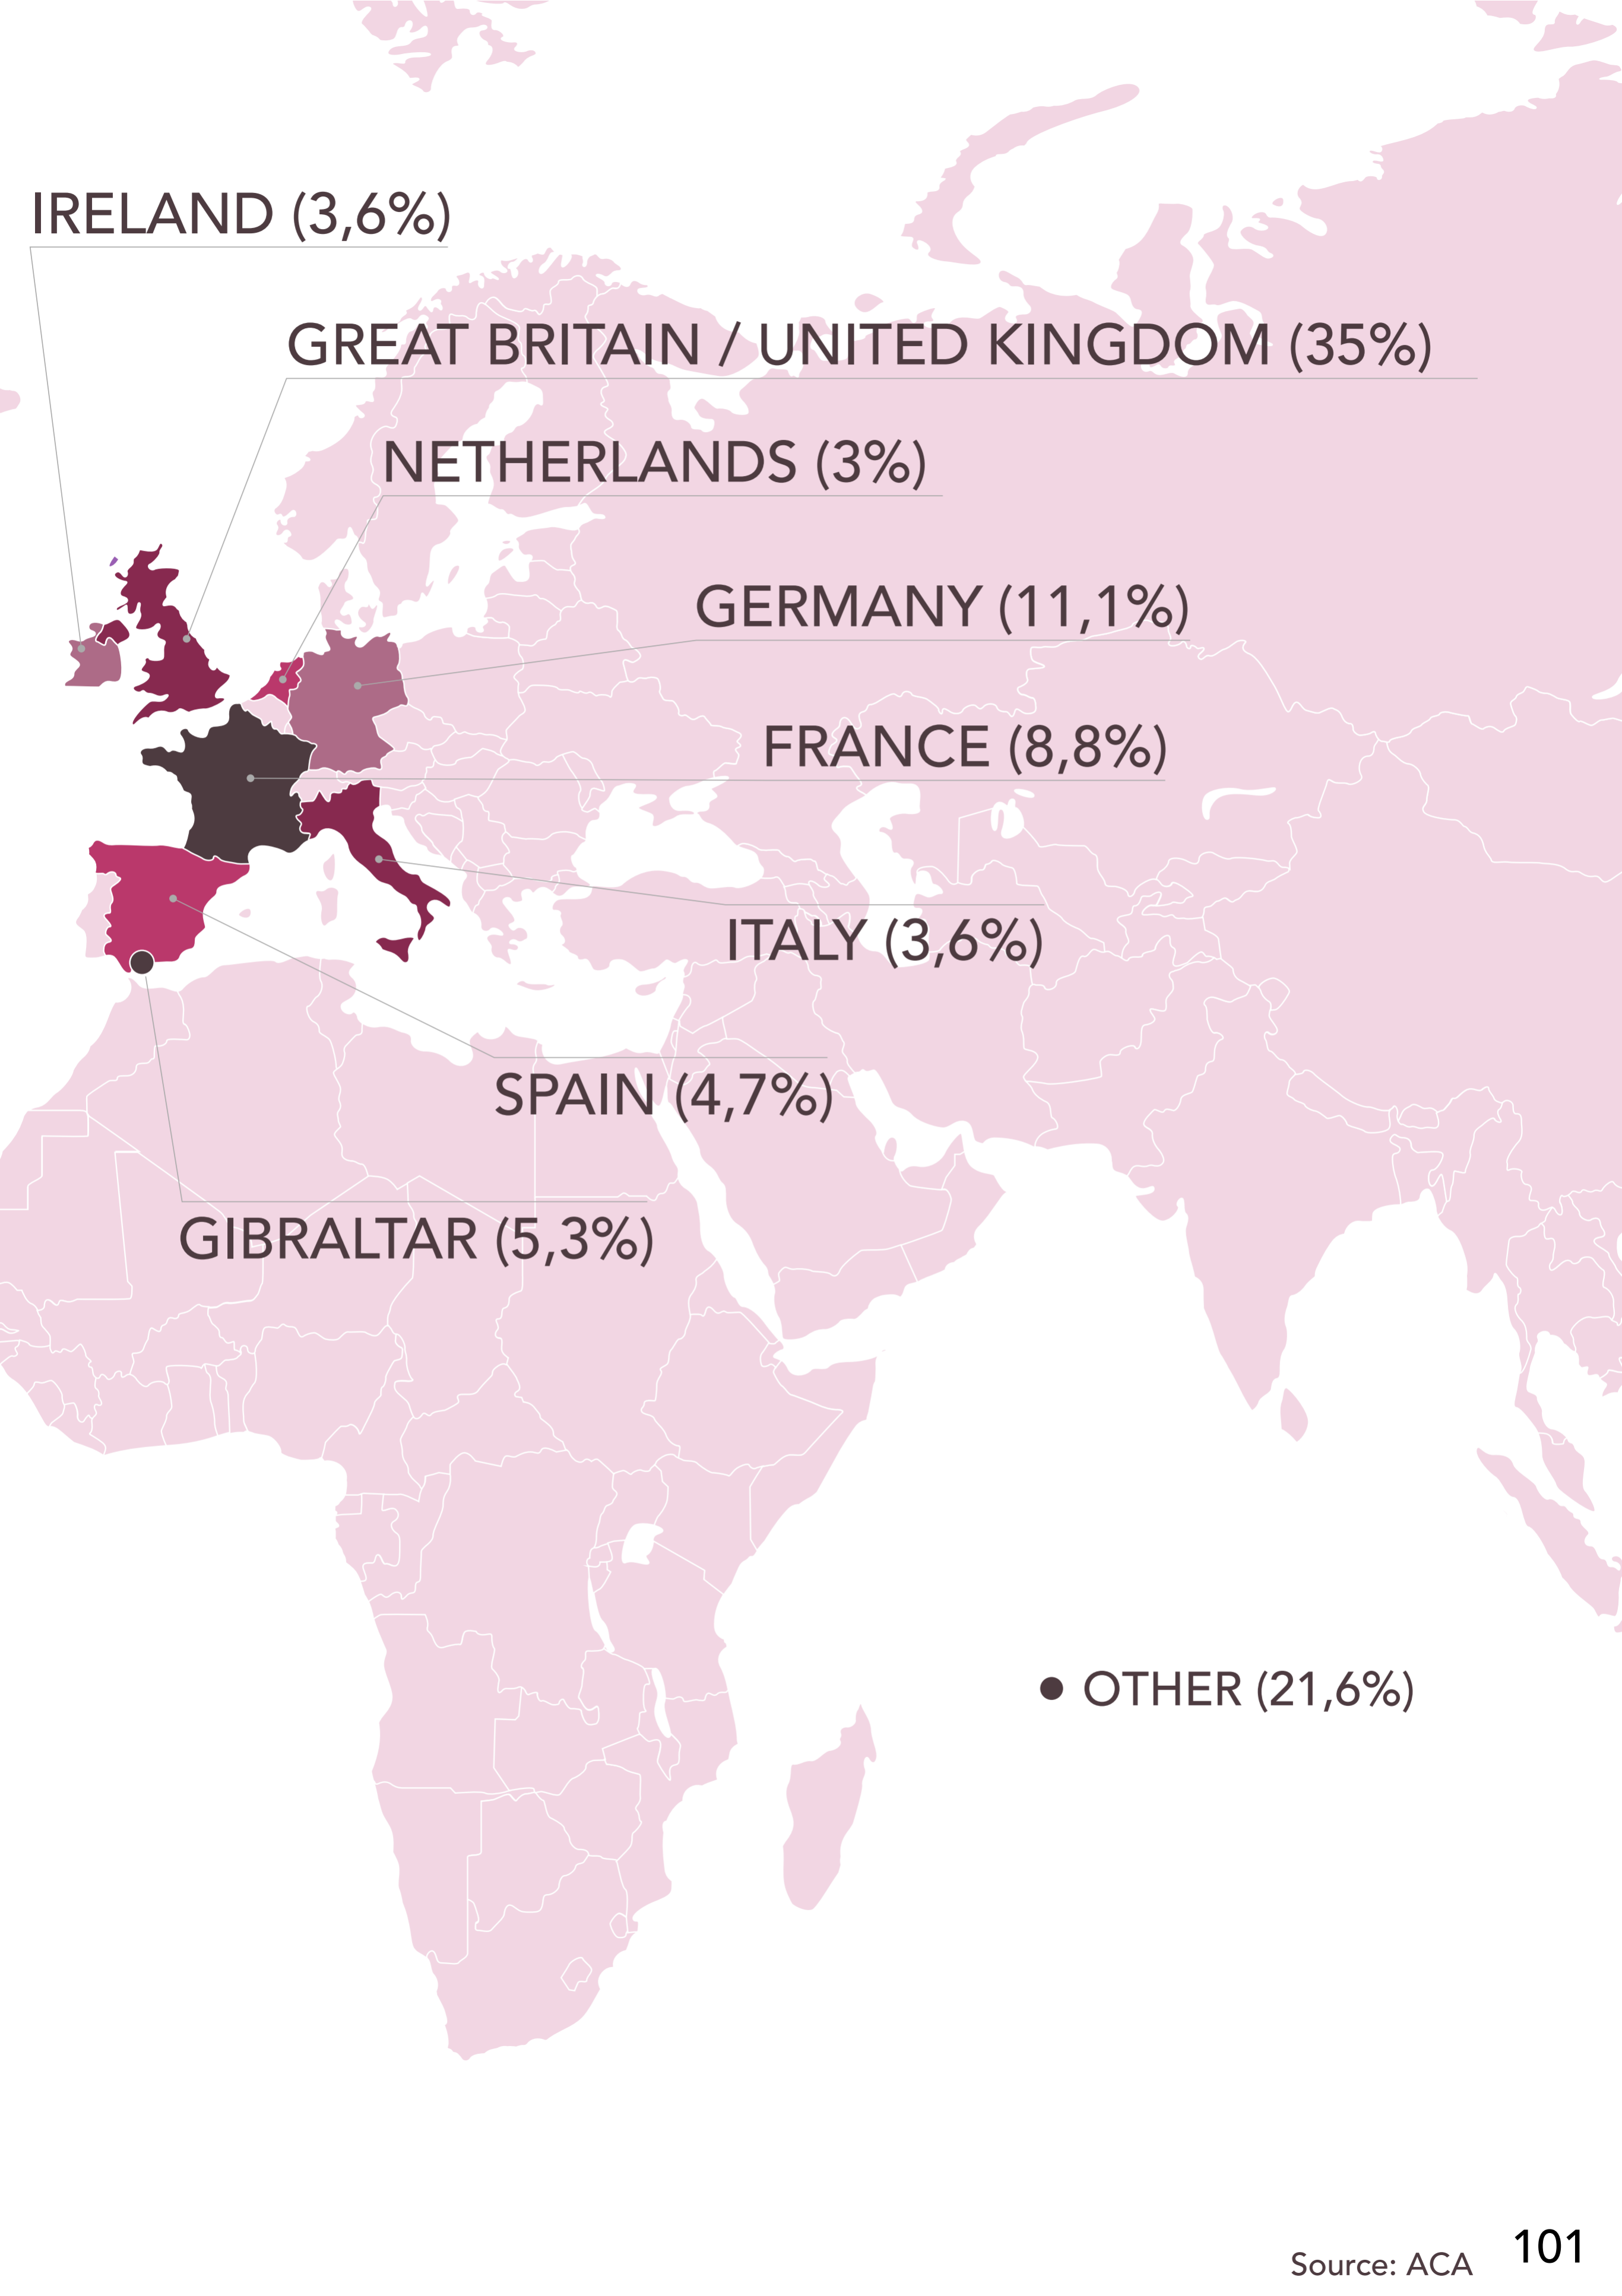 IRELAND (3,6%)
GREAT BRITAIN / UNITED KINGDOM (35%)
NETHERLANDS (3%)
GERMANY (11,1%)
FRANCE (8,8%)
ITALY (3,6%)
SPAIN (4,7%)
GIBRALTAR (5,3%)
OTHER (21,6%)
Source: ACA
101